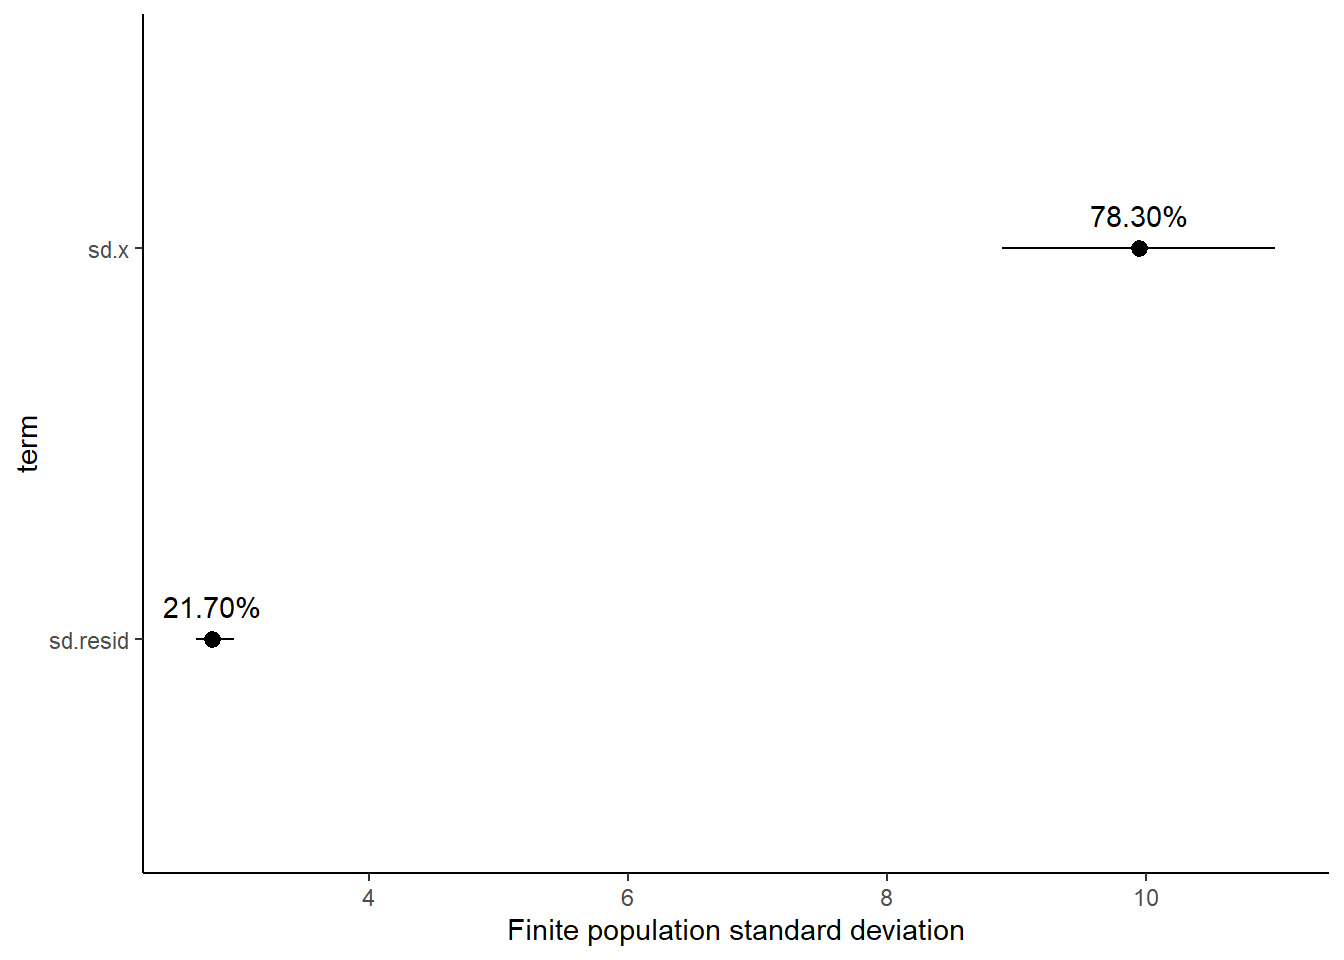 78.30%
sd.x
term
21.70%
sd.resid
4 6 8 10
Finite population standard deviation